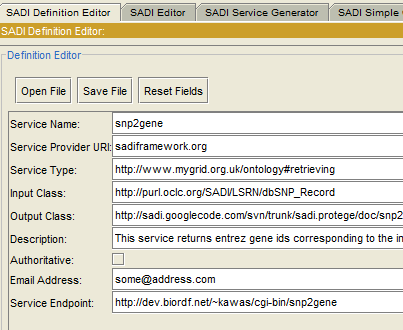 SADI Definition Editor SADI Editor SADI Service Generator SADI Simple
SADI Definition Editor:
Definition Editor
Open File Save File Reset Fields
Service Name: snp2gene
Service Provider URI: sadiframework.org
Service Type: http://www.mygrid.org.uk/ontology#retrieving
Input Class: http://purl.oclc.org/SADI/LSRN/dbSNP_Record
Output Class: http://sadi.googlecode.com/svn/trunk/sadi.protege/doc/snp2
Description: This service returns entrez gene ids corresponding to the in
Authoritative:
Email Address: some@address.com
Service Endpoint: http://dev.biordf.net/~kawas/cgi-bin/snp2gene